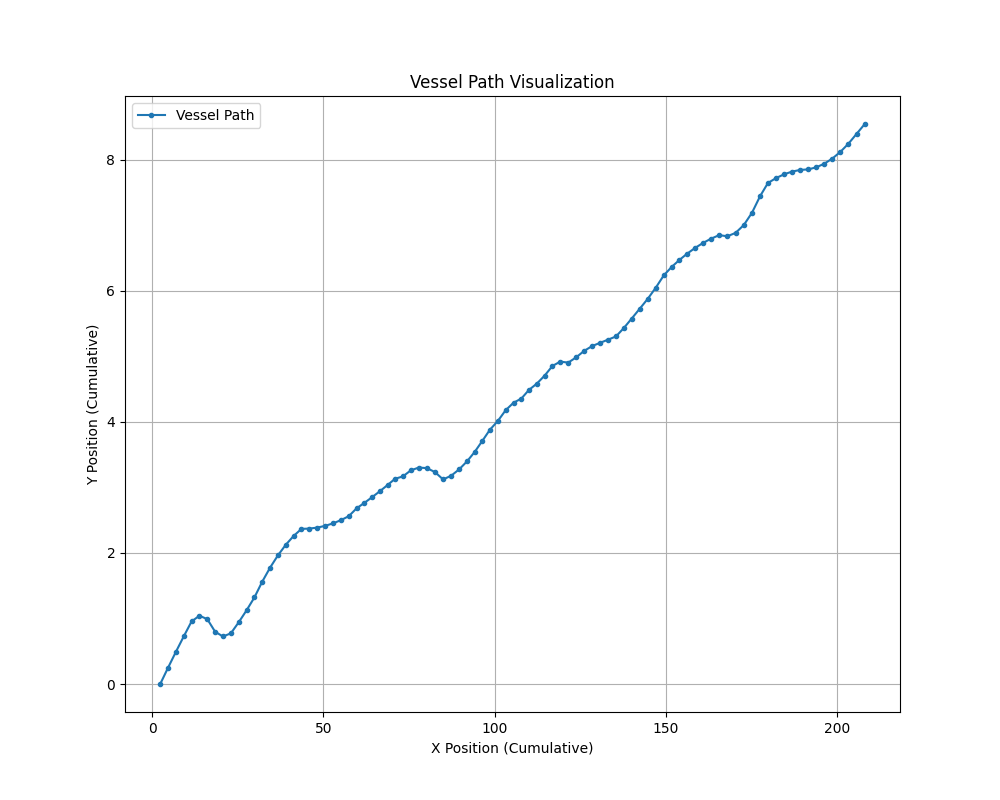 Vessel Path Visualization
Vessel Path
8
6
4
2
0
Y Position (Cumulative)
0 50 100 150 200
X Position (Cumulative)